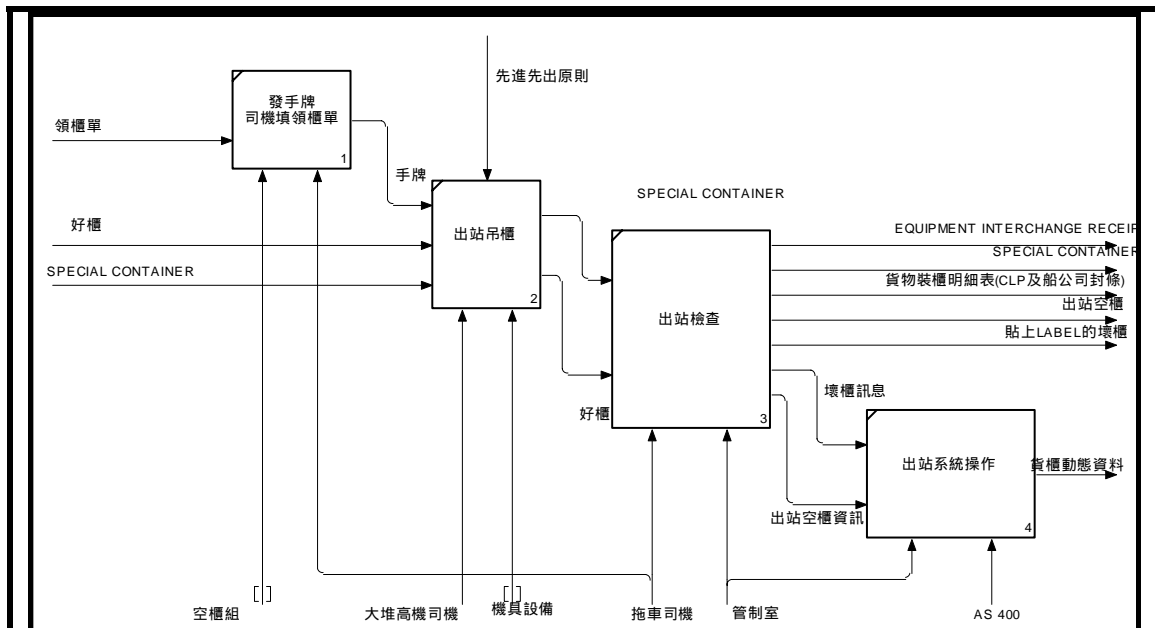 先進先出原則
發手牌
司機填領櫃單
1
領櫃單
手牌
SPECIAL CONTAINER
好櫃
出站吊櫃
2
SPECIAL CONTAINER
EQUIPMENT INTERCHANGE RECEIP
SPECIAL CONTAINER
貨物裝櫃明細表(CLP及船公司封條)
出站空櫃
貼上LABEL的壞櫃
出站檢查
3
好櫃
壞櫃訊息
出站系統操作
4
貨櫃動態資料
出站空櫃資訊
空櫃組
大堆高機司機
機具設備
拖車司機
管制室
AS 400